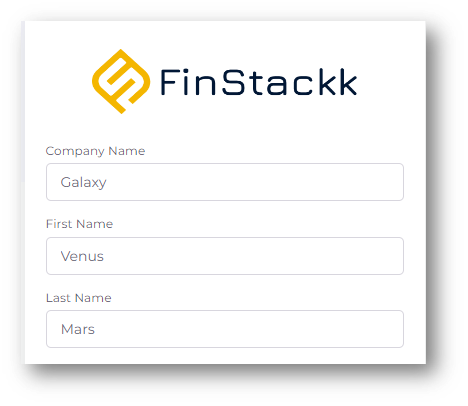 FinStackk
Company Name
Galaxy
First Name
Venus
Last Name
Mars